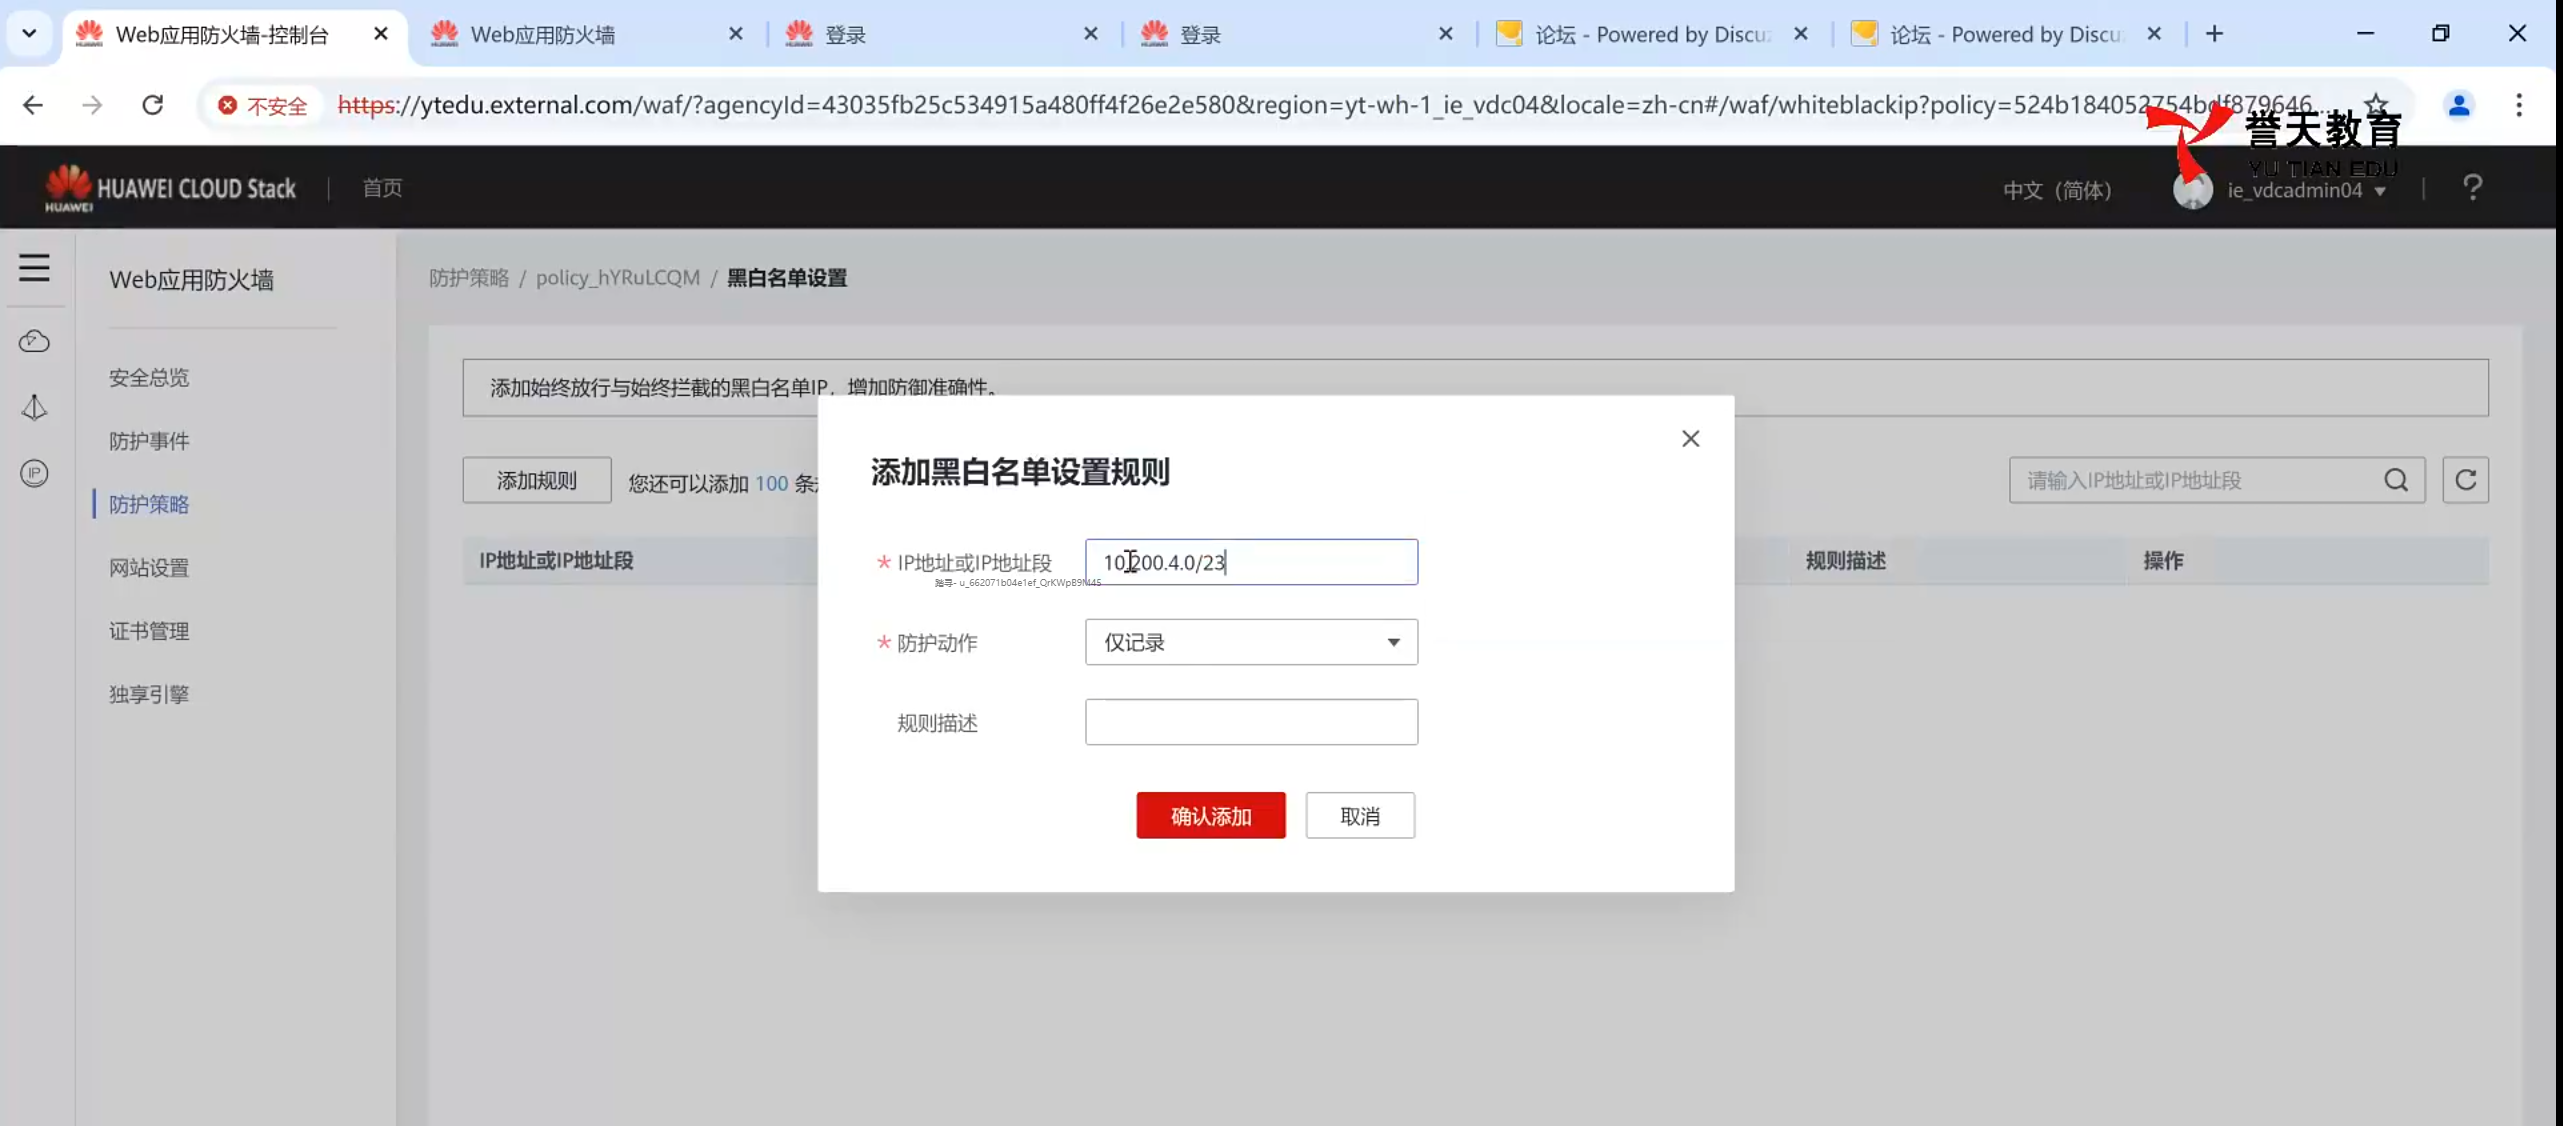 Web应用防火墙-控制台
Web应用防火墙
登录
登录
论坛 - Powered by Discuz
论坛 - Powered by Discu
不安全
https://ytedu.external.com/waf/?agencyId=43035fb25c534915a480ff4f26e2e580&region=yt-wh-1_ie_vdc04&locale=zh-cn#/waf/whiteblackip?policy=524b184052754bdf879646...
誉天教育
YU TIAN EDU
HUAWEI
HUAWEI CLOUD Stack
首页
中文（简体）
ie_vdcadmin04
?
Web应用防火墙
安全总览
防护事件
防护策略
网站设置
证书管理
独享引擎
IP
防护策略 / policy_hYRuLCQM / 黑白名单设置
添加始终放行与始终拦截的黑白名单IP，增加防御准确性。
添加规则
您还可以添加 100 条
请输入IP地址或IP地址段
IP地址或IP地址段
规则描述
操作
添加黑白名单设置规则
* IP地址或IP地址段
10.200.4.0/23
* 防护动作
仅记录
规则描述
确认添加
取消